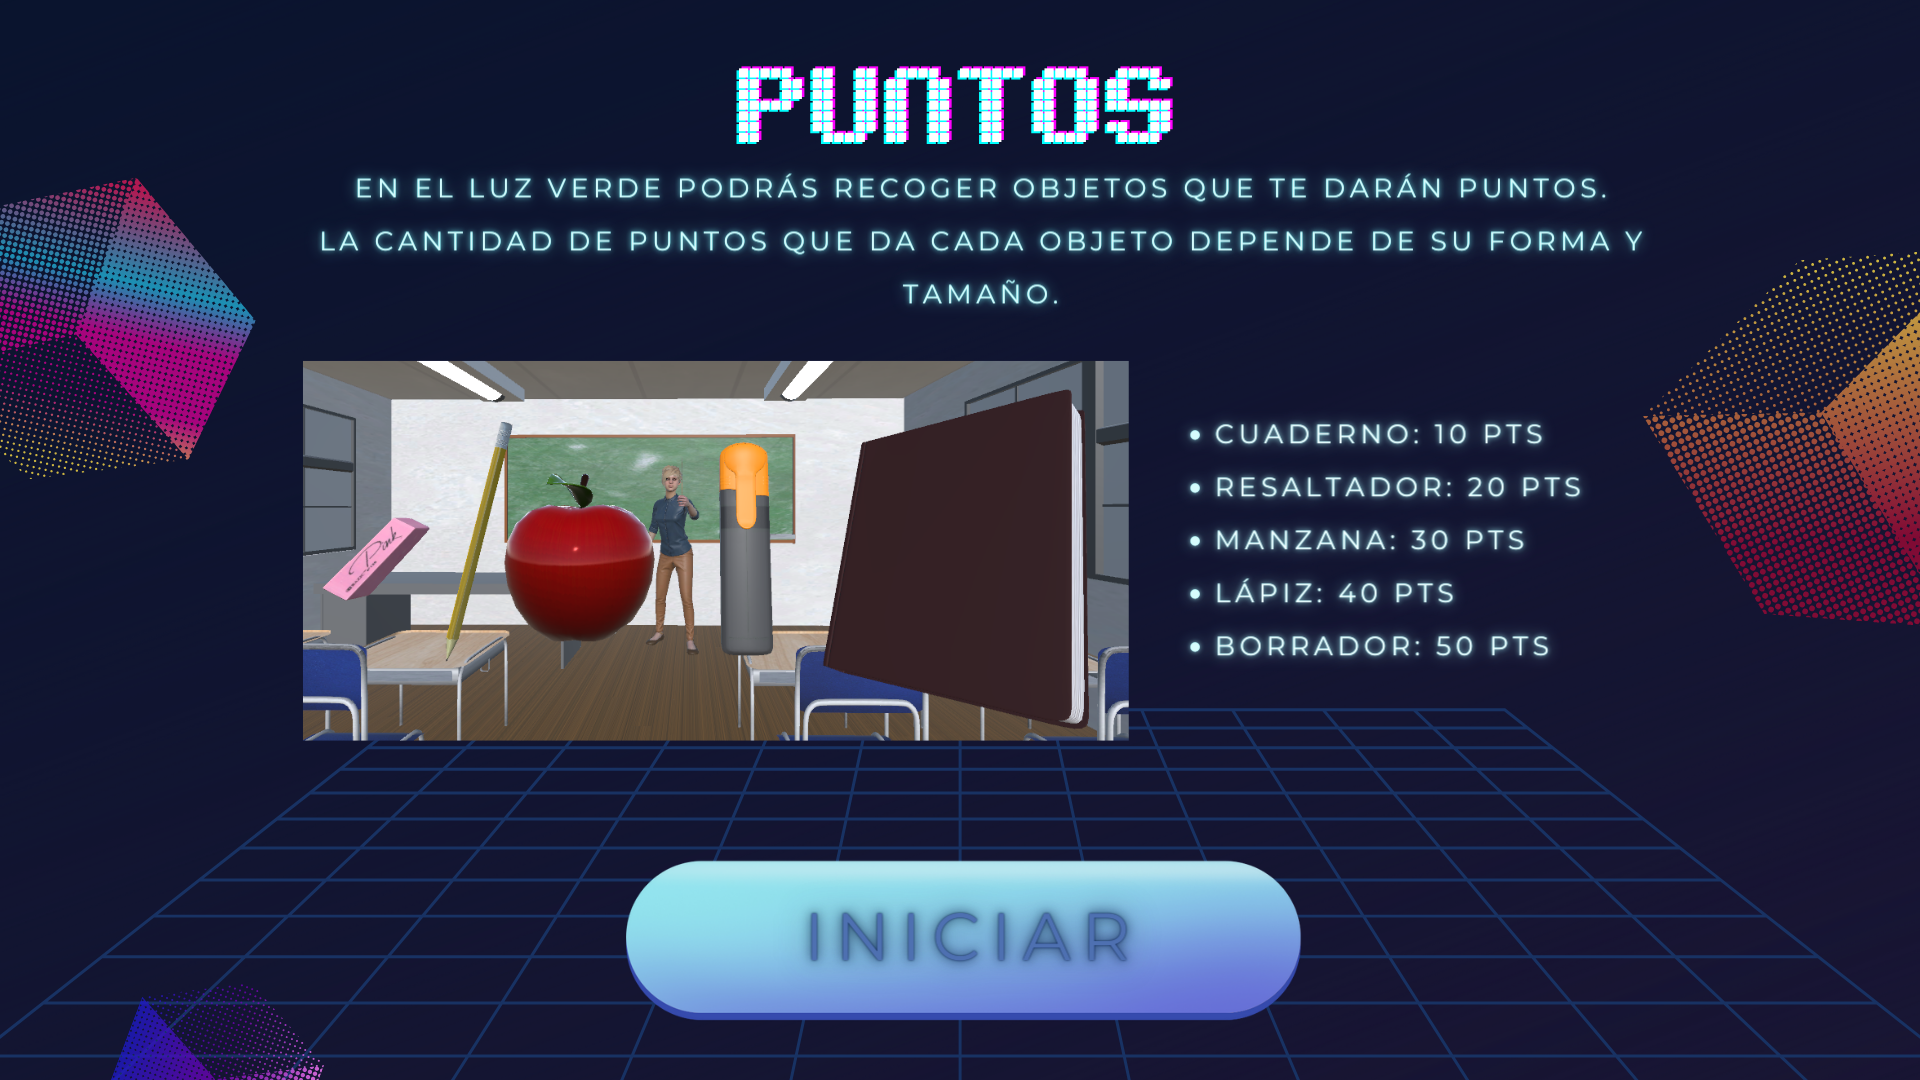 PUNTOS
EN EL LUZ VERDE PODRÁS RECOGER OBJETOS QUE TE DARÁN PUNTOS.
LA CANTIDAD DE PUNTOS QUE DA CADA OBJETO DEPENDE DE SU FORMA Y
TAMAÑO.
Pink
• CUADERNO: 10 PTS
• RESALTADOR: 20 PTS
• MANZANA: 30 PTS
• LÁPIZ: 40 PTS
• BORRADOR: 50 PTS
INICIAR